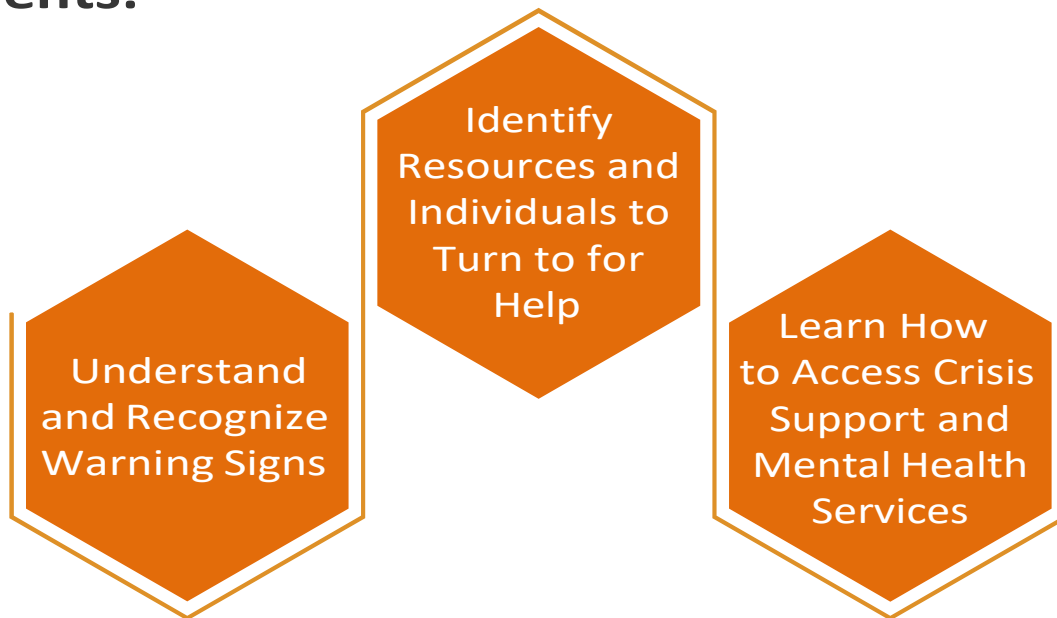 Understand
and Recognize
Warning Signs
Identify
Resources and
Individuals to
Turn to for
Help
Learn How
to Access Crisis
Support and
Mental Health
Services